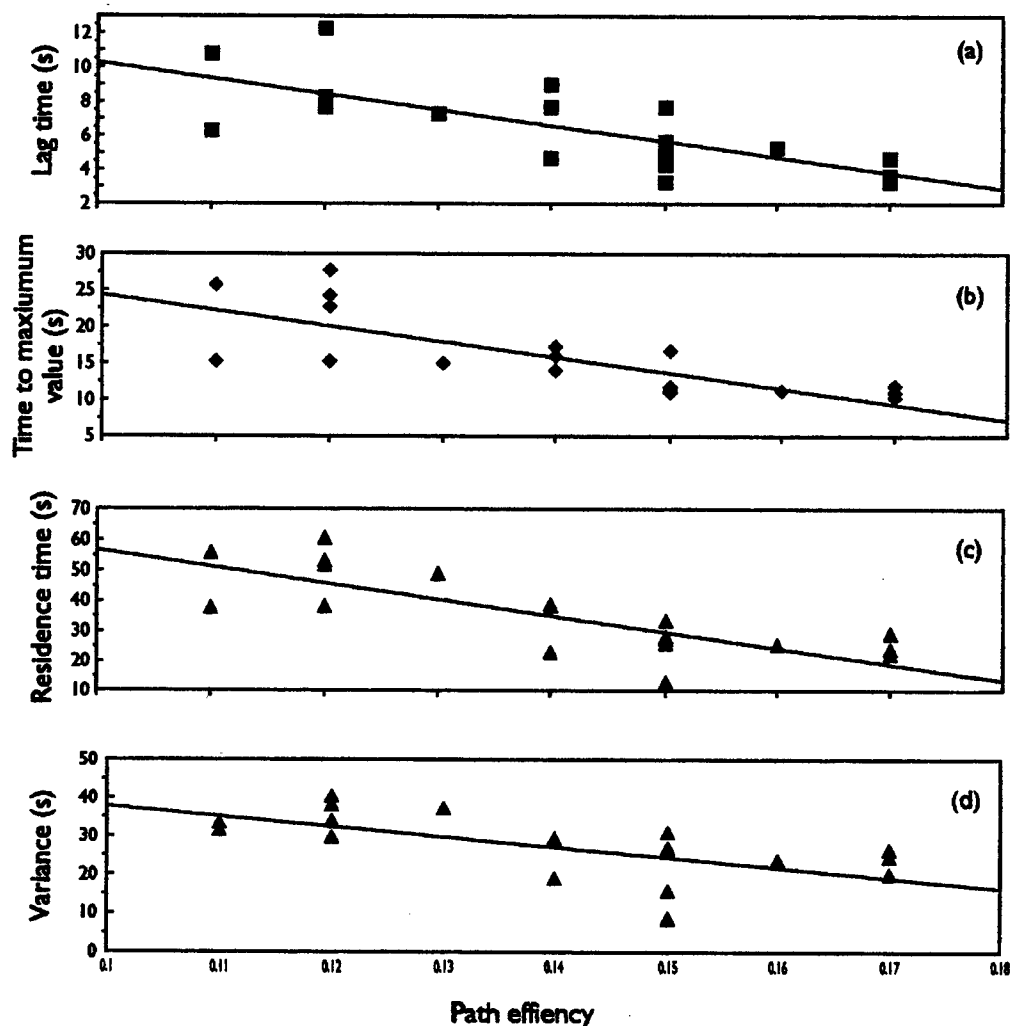 12
10
8
6
4
2
Lag time (s)
(a)
30
25
20
15
10
5
Time to maxiumum
value (s)
(b)
70
60
50
40
30
20
10
Residence time (s)
(c)
50
40
30
20
10
0
Variance (s)
(d)
0.1 0.11 0.12 0.13 0.14 0.15 0.16 0.17 0.18
Path effiency